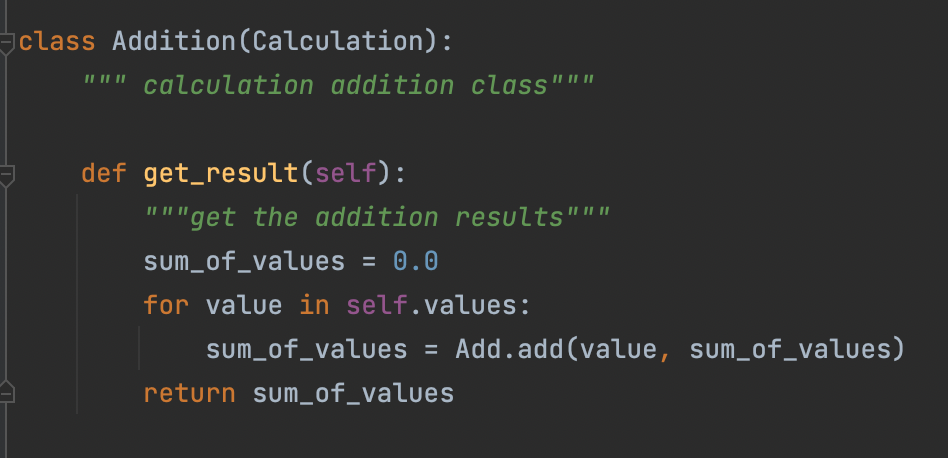 class Addition(Calculation):
    """ calculation addition class"""
    def get_result(self):
        """get the addition results"""
        sum_of_values = 0.0
        for value in self.values:
            sum_of_values = Add.add(value, sum_of_values)
        return sum_of_values